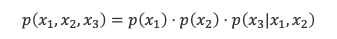 p(x₁, x₂, x₃) = p(x₁) · p(x₂) · p(x₃|x₁, x₂)